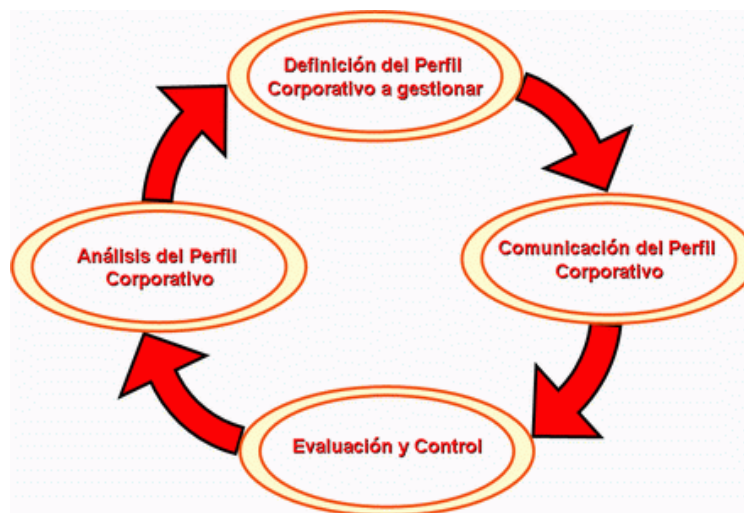 Definición del Perfil
Corporativo a gestionar
Análisis del Perfil
Corporativo
Comunicación del Perfil
Corporativo
Evaluación y Control